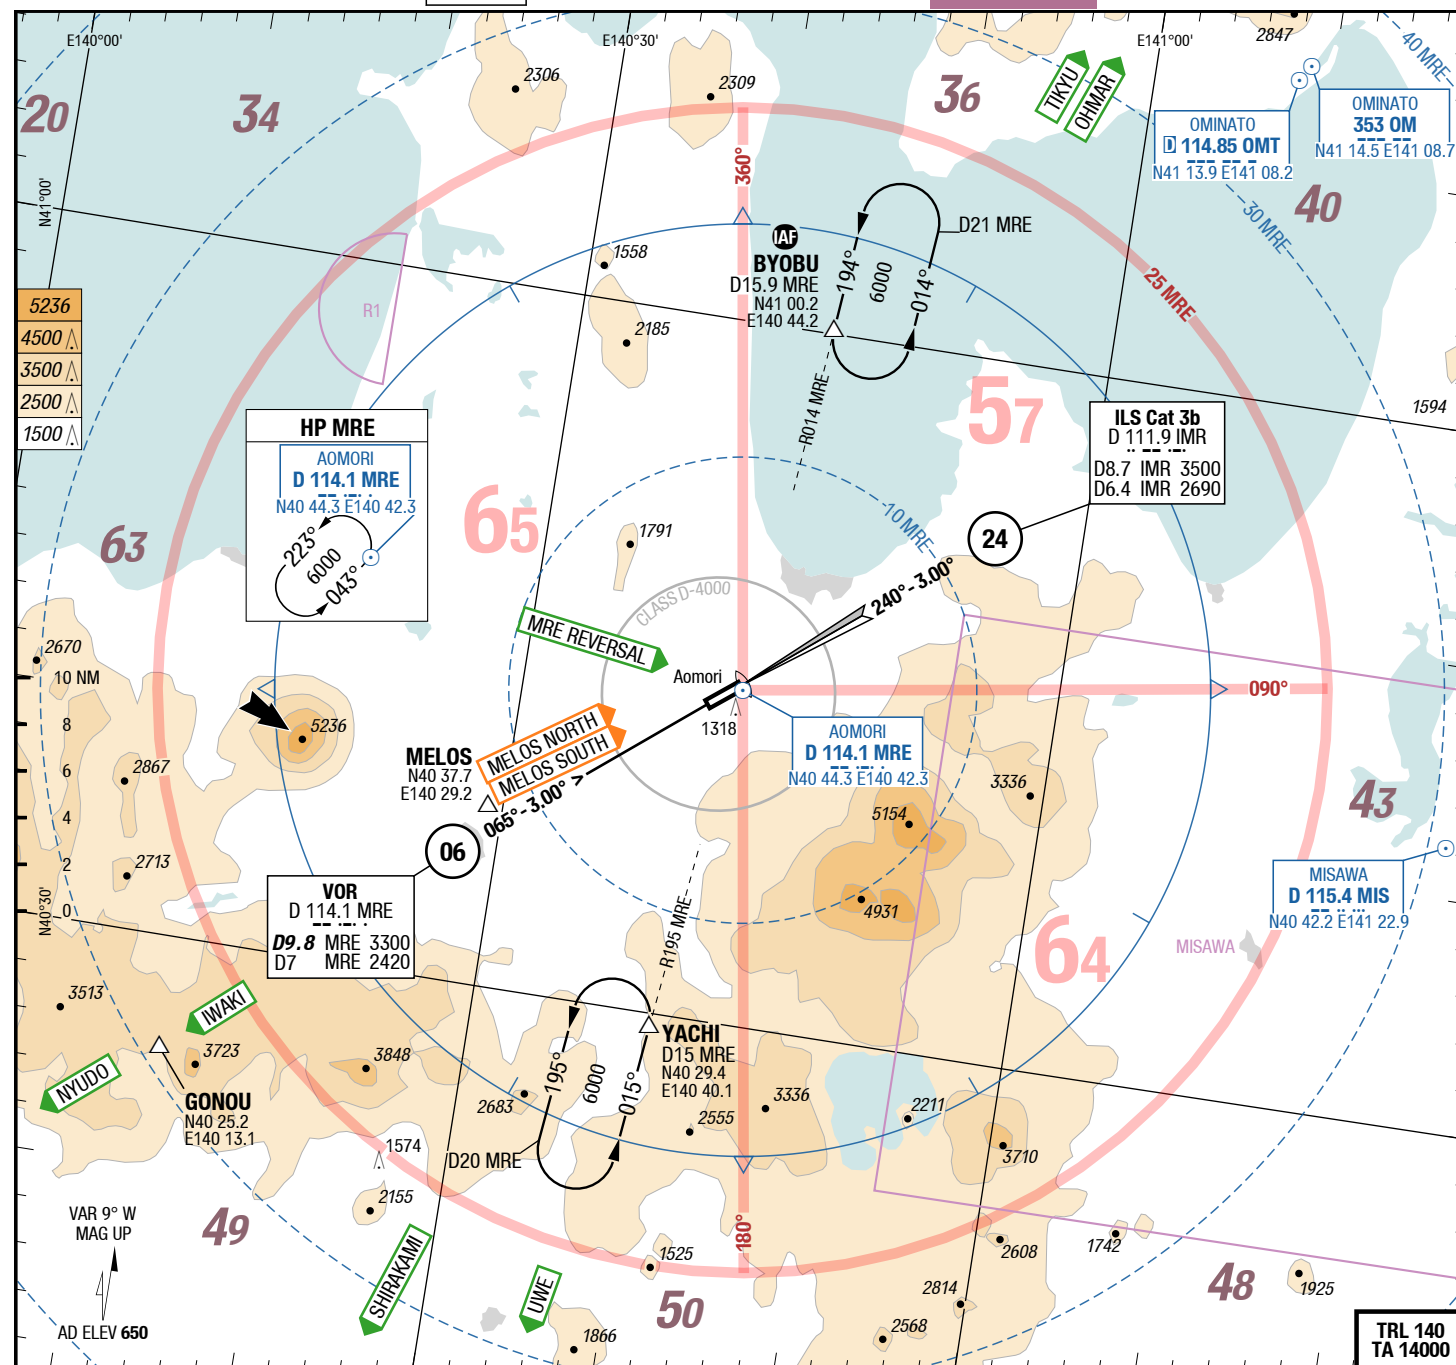 E140°00'
E140°30'
E141°00'
2847
40 MRE
2306
2309
20
34
36
TIKYU
OHMAR
OMINATO
D 114.85 OMT
N41 13.9 E141 08.2
OMINATO
353 OM
N41 14.5 E141 08.7
40
30 MRE
N41°00'
360°
IAF
BYOBU
D15.9 MRE
N41 00.2
E140 44.2
D21 MRE
194°
6000
014°
1558
25 MRE
R1
2185
5236
4500
3500
2500
1500
R014 MRE
57
1594
HP MRE
AOMORI
D 114.1 MRE
N40 44.3 E140 42.3
223°
6000
043°
ILS Cat 3b
D 111.9 IMR
D8.7 IMR 3500
D6.4 IMR 2690
63
65
1791
10 MRE
24
240°- 3.00°
CLASS D-4000
MRE REVERSAL
2670
10 NM
8
6
4
2
0
Aomori
1318
090°
5236
MELOS NORTH
MELOS SOUTH
MELOS
N40 37.7
E140 29.2
065°- 3.00° >
AOMORI
D 114.1 MRE
N40 44.3 E140 42.3
2867
3336
43
5154
06
2713
MISAWA
D 115.4 MIS
N40 42.2 E141 22.9
VOR
D 114.1 MRE
D9.8 MRE 3300
D7 MRE 2420
N40°30'
4931
R195 MRE
MISAWA
64
3513
IWAKI
YACHI
D15 MRE
N40 29.4
E140 40.1
195°
6000
015°
3723
3848
NYUDO
GONOU
N40 25.2
E140 13.1
2683
2555
3336
2211
3710
1574
D20 MRE
2155
VAR 9° W
MAG UP
49
180°
1525
2608
1742
SHIRAKAMI
UWE
50
48
1925
2814
AD ELEV 650
1866
2568
TRL 140
TA 14000